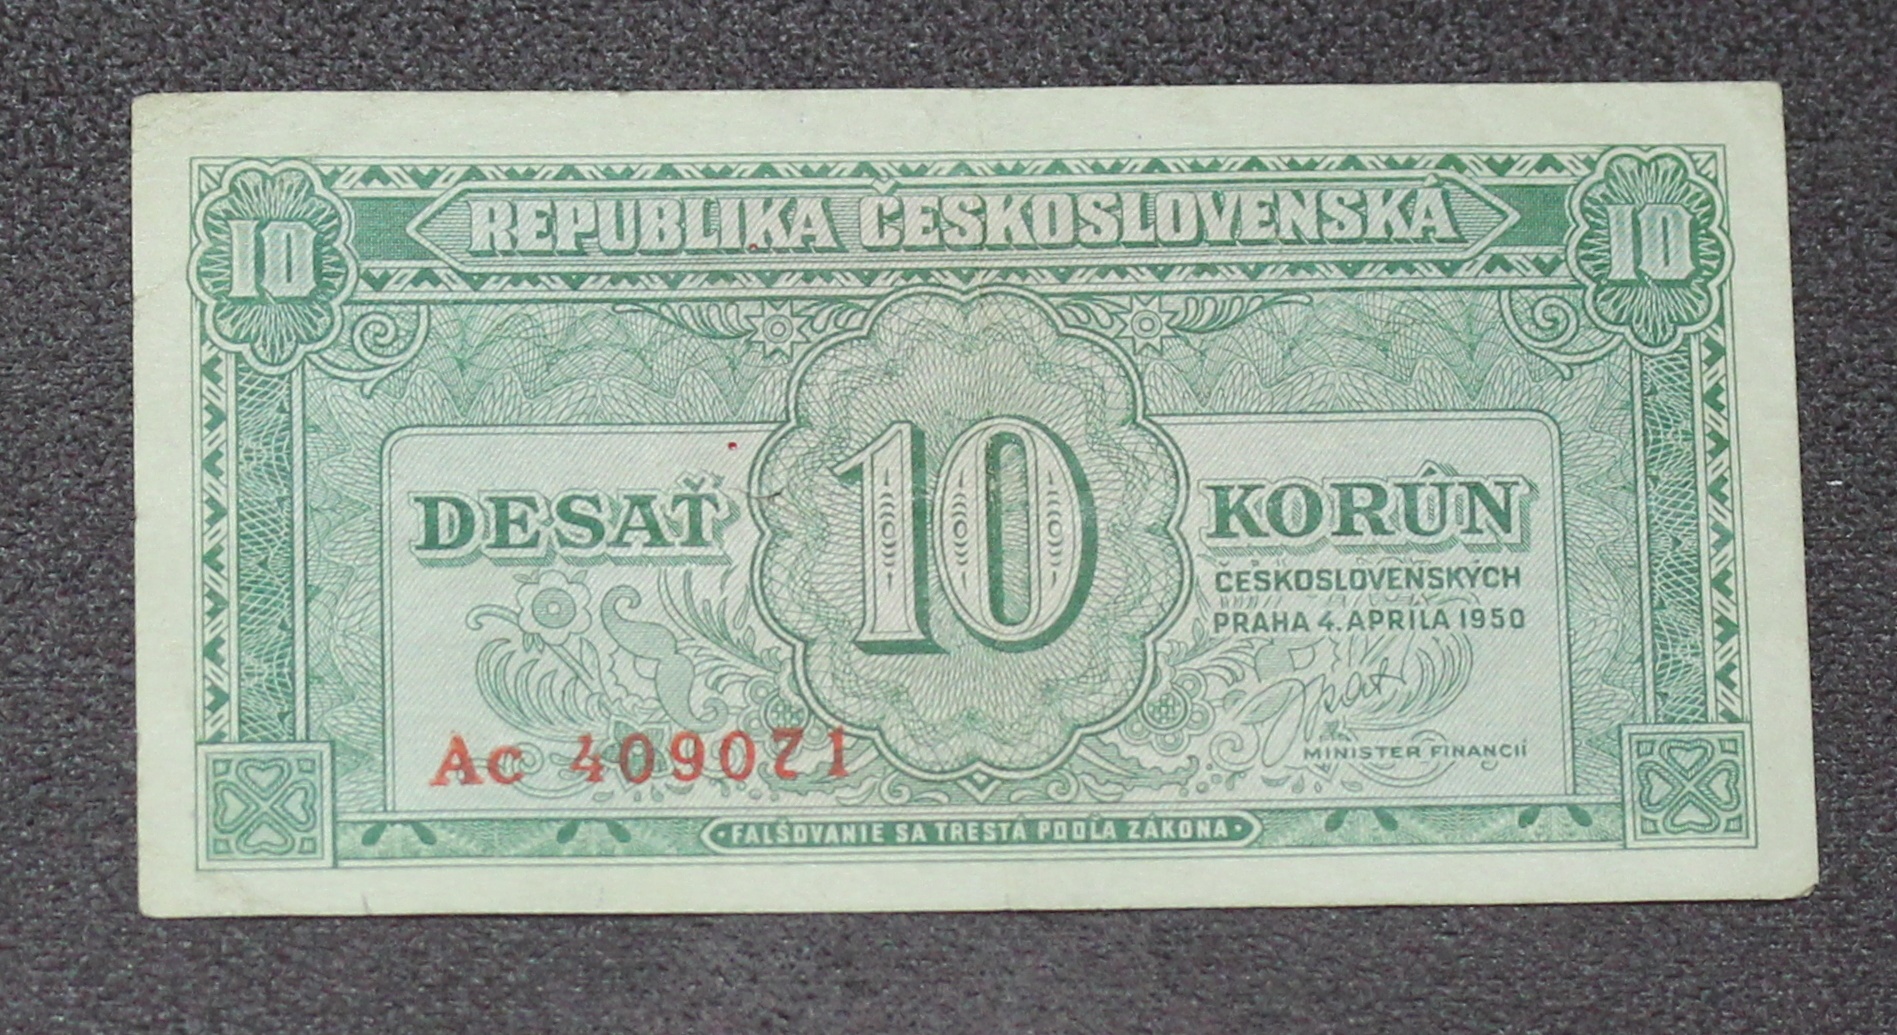 10 REPUBLIKA ČESKOSLOVENSKÁ 10
DESAŤ 10 KORÚN
ČESKOSLOVENSKÝCH
PRAHA 4. APRÍLA 1950
MINISTER FINANCIÍ
Ac 409071
FALŠOVANIE SA TRESTÁ PODĽA ZÁKONA